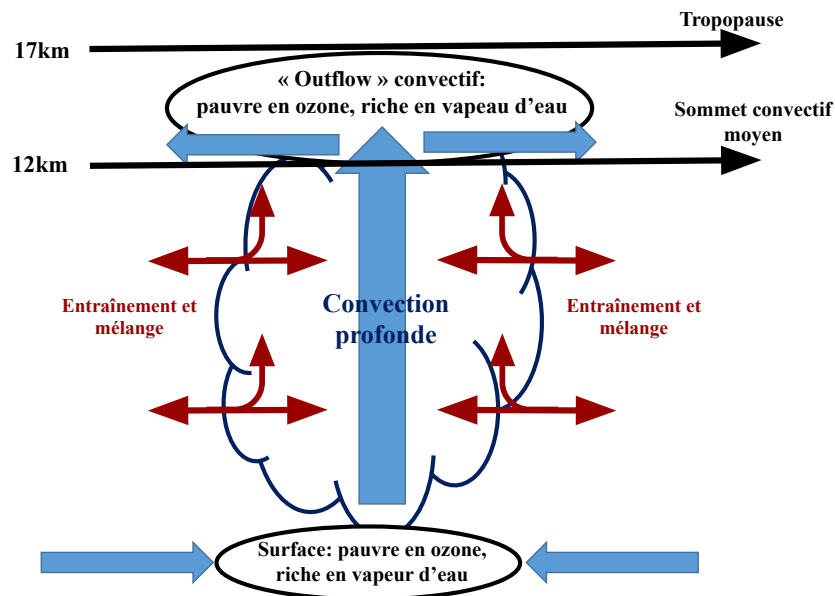 Tropopause
17km
« Outflow » convectif:
pauvre en ozone, riche en vapeau d’eau
Sommet convectif
moyen
12km
Entraînement et
mélange
Convection
profonde
Entraînement et
mélange
Surface: pauvre en ozone,
riche en vapeur d’eau